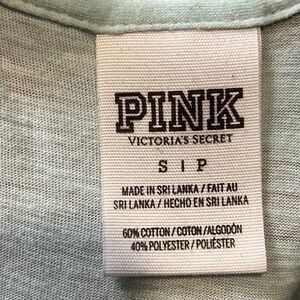 PINK
VICTORIA'S SECRET
S | P
MADE IN SRI LANKA / FAIT AU
SRI LANKA / HECHO EN SRI LANKA
60% COTTON / COTON / ALGODÓN
40% POLYESTER / POLIÉSTER